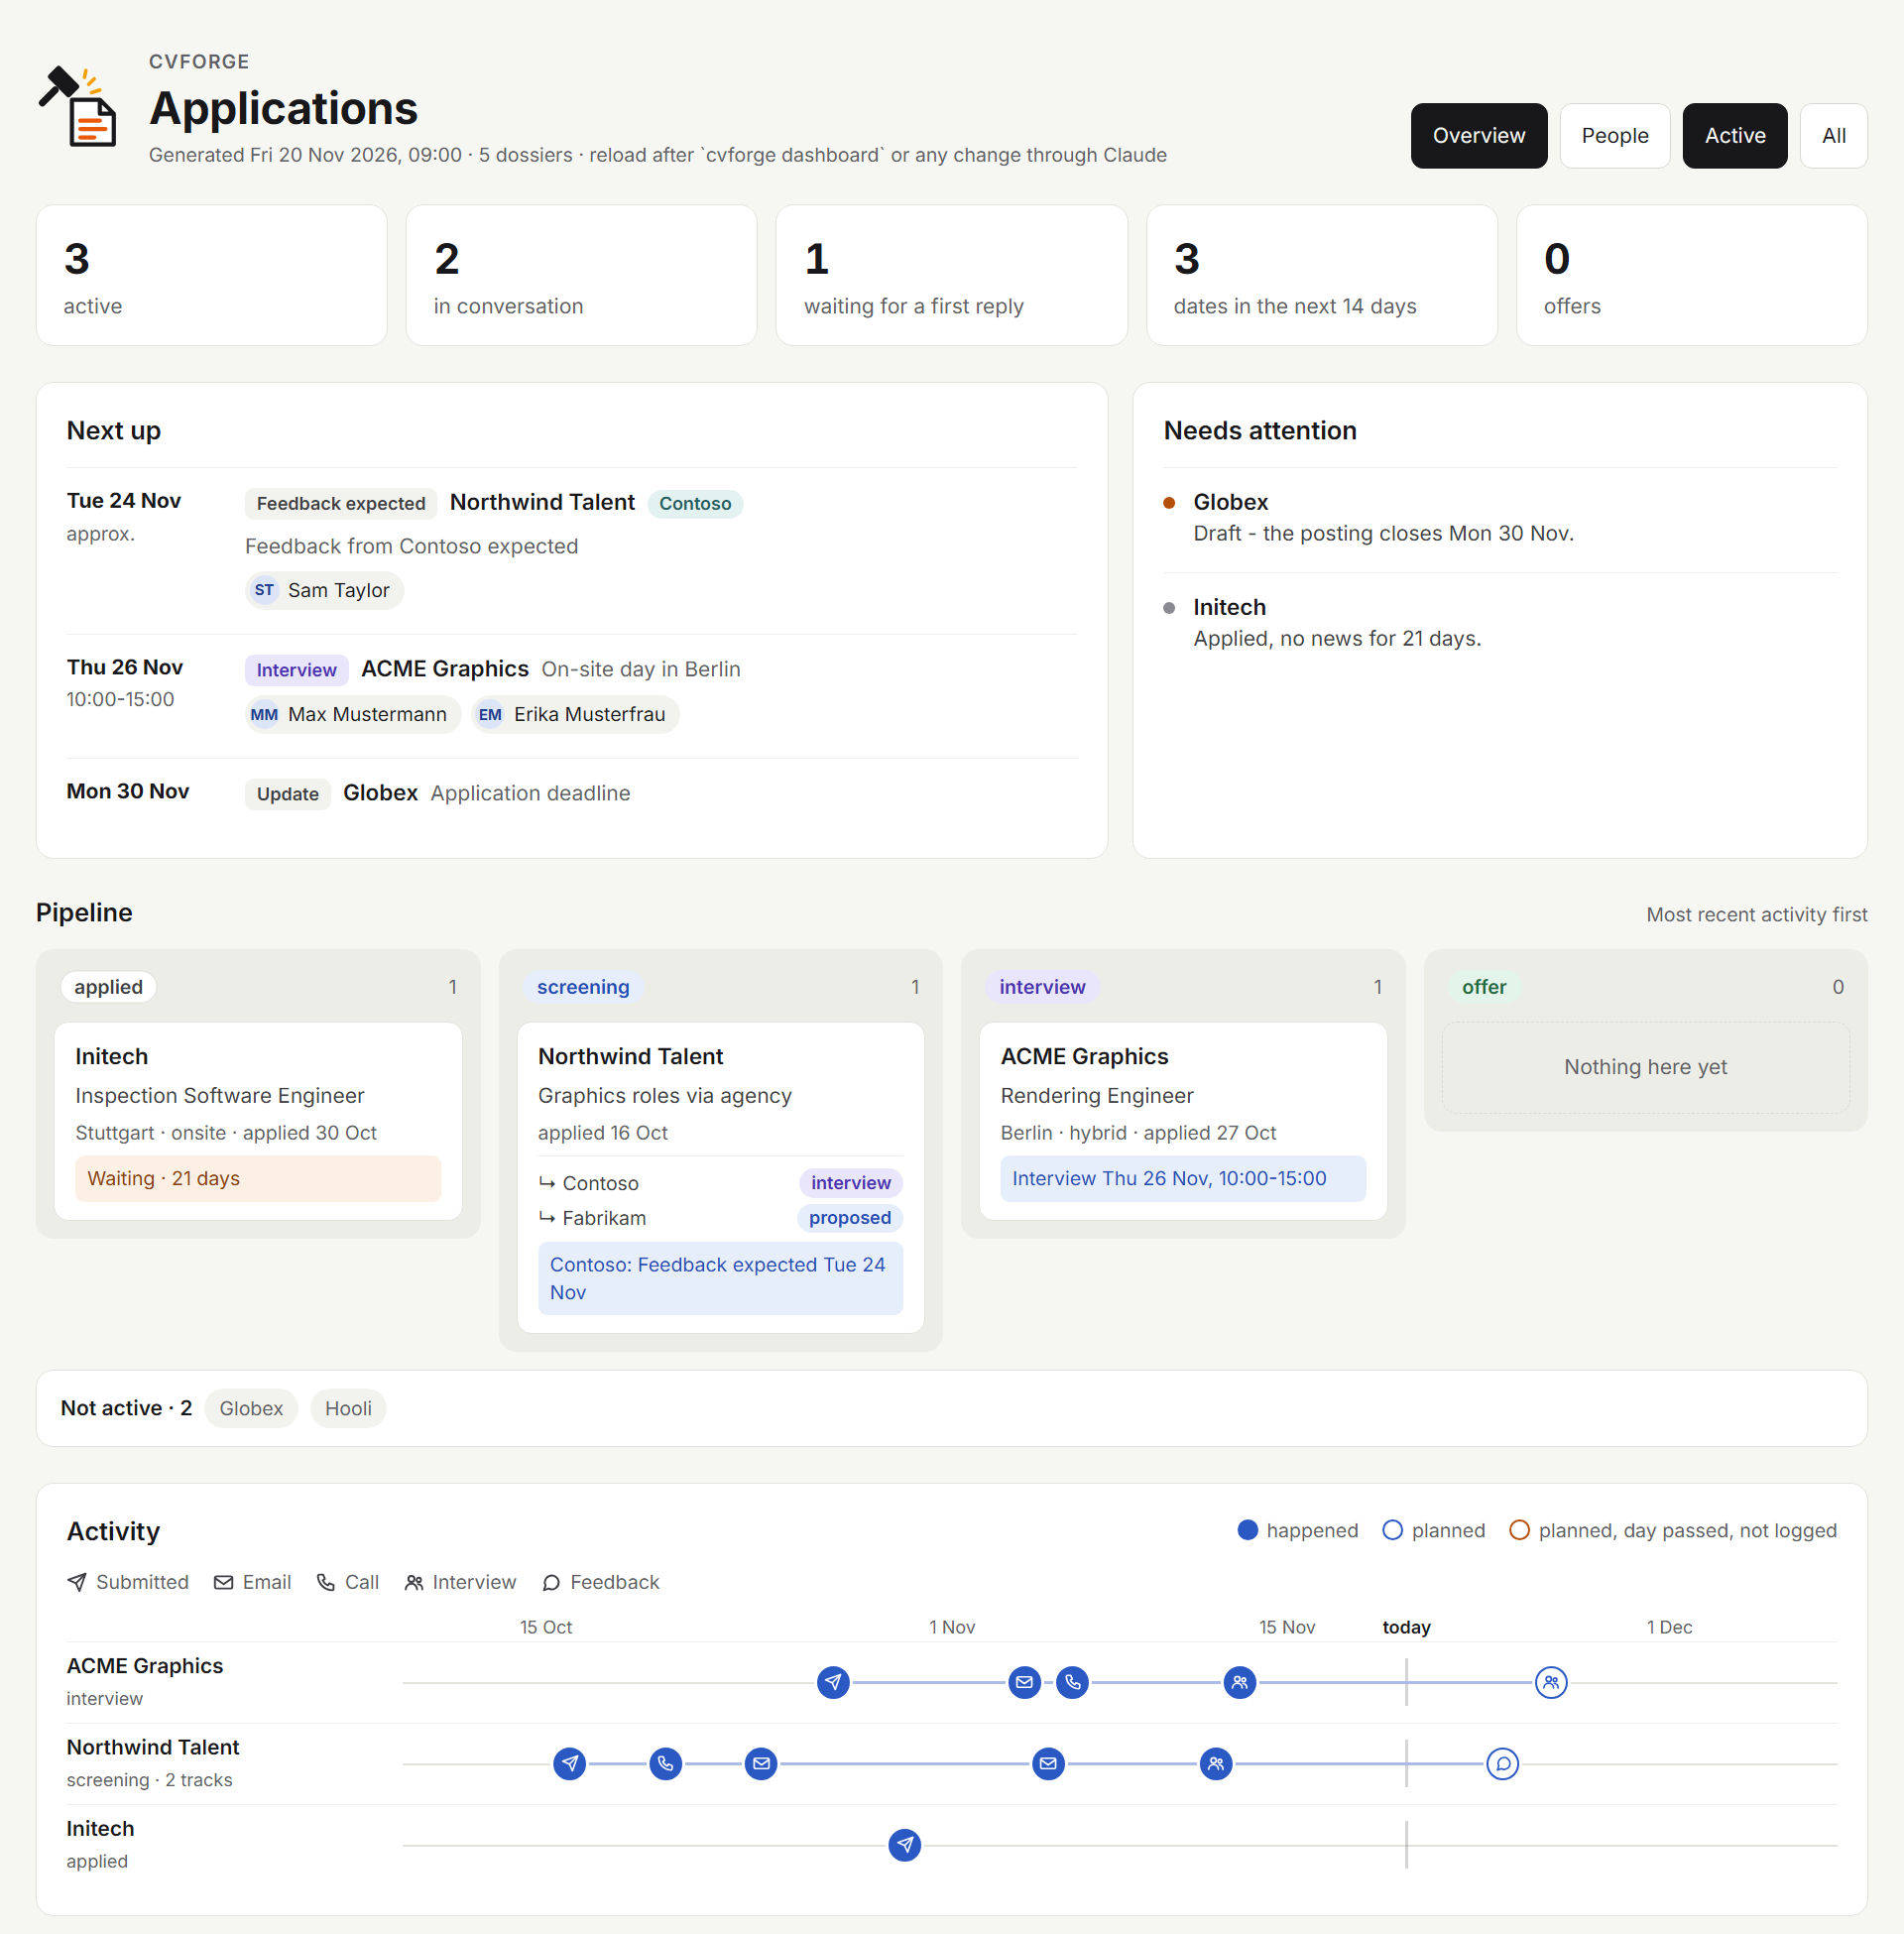 CVFORGE
Applications
Generated Fri 20 Nov 2026, 09:00 · 5 dossiers · reload after `cvforge dashboard` or any change through Claude
Overview
People
Active
All
3
active
2
in conversation
1
waiting for a first reply
3
dates in the next 14 days
0
offers
Next up
Tue 24 Nov
approx.
Feedback expected Northwind Talent Contoso
Feedback from Contoso expected
ST Sam Taylor
Thu 26 Nov
10:00-15:00
Interview ACME Graphics On-site day in Berlin
MM Max Mustermann EM Erika Musterfrau
Mon 30 Nov
Update Globex Application deadline
Needs attention
Globex
Draft - the posting closes Mon 30 Nov.
Initech
Applied, no news for 21 days.
Pipeline
Most recent activity first
applied 1
Initech
Inspection Software Engineer
Stuttgart · onsite · applied 30 Oct
Waiting · 21 days
screening 1
Northwind Talent
Graphics roles via agency
applied 16 Oct
↳ Contoso interview
↳ Fabrikam proposed
Contoso: Feedback expected Tue 24
Nov
interview 1
ACME Graphics
Rendering Engineer
Berlin · hybrid · applied 27 Oct
Interview Thu 26 Nov, 10:00-15:00
offer 0
Nothing here yet
Not active · 2 Globex Hooli
Activity
happened planned planned, day passed, not logged
Submitted Email Call Interview Feedback
15 Oct 1 Nov 15 Nov today 1 Dec
ACME Graphics
interview
Northwind Talent
screening · 2 tracks
Initech
applied